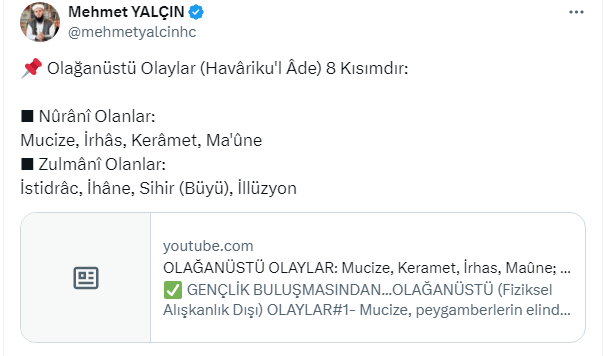 Mehmet YALÇIN
@mehmetyalcinhc
📌 Olağanüstü Olaylar (Havâriku'l Âde) 8 Kısımdır:
■ Nûrânî Olanlar:
Mucize, İrhâs, Kerâmet, Ma'ûne
■ Zulmânî Olanlar:
İstidrâc, İhâne, Sihir (Büyü), İllüzyon
youtube.com
OLAĞANÜSTÜ OLAYLAR: Mucize, Keramet, İrhas, Maûne; ...
✅ GENÇLİK BULUŞMASINDAN...OLAĞANÜSTÜ (Fiziksel
Alışkanlık Dışı) OLAYLAR#1- Mucize, peygamberlerin elind...